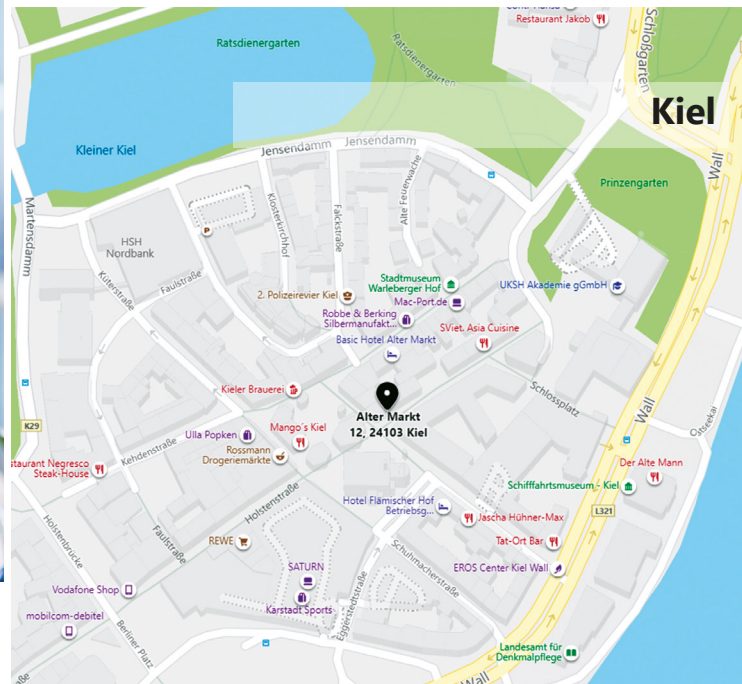 Restaurant Jakob
Schloßgarten
Ratsdienergarten
Ratsdienergarten
Kiel
Kleiner Kiel
Jensendamm
Jensendamm
Wall
Prinzengarten
Martensdamm
Klosterkirchhof
Falckstraße
Alte Feuerwache
P
HSH
Nordbank
Küterstraße
Faulstraße
Stadtmuseum
Warleberger Hof
UKSH Akademie gGmbH
2. Polizeirevier Kiel
Mac-Port.de
Robbe & Berking
Silbermanufakt...
SViet. Asia Cuisine
Basic Hotel Alter Markt
Kieler Brauerei
Schlossplatz
Alter Markt
12, 24103 Kiel
Wall
Ostseekai
K29
Mango´s Kiel
Ulla Popken
Rossmann
Drogeriemärkte
Kehdenstraße
staurant Negresco
Steak-House
Der Alte Mann
Schifffahrtsmuseum - Kiel
Holstenstraße
Hotel Flämischer Hof
Betriebsg...
L321
Jascha Hühner-Max
Holstenbrücke
Faulstraße
REWE
Tat-Ort Bar
Schuhmacherstraße
EROS Center Kiel Wall
SATURN
Karstadt Sports
Eggerstedtstraße
Vodafone Shop
mobilcom-debitel
Berliner Platz
Landesamt für
Denkmalpflege
Wall